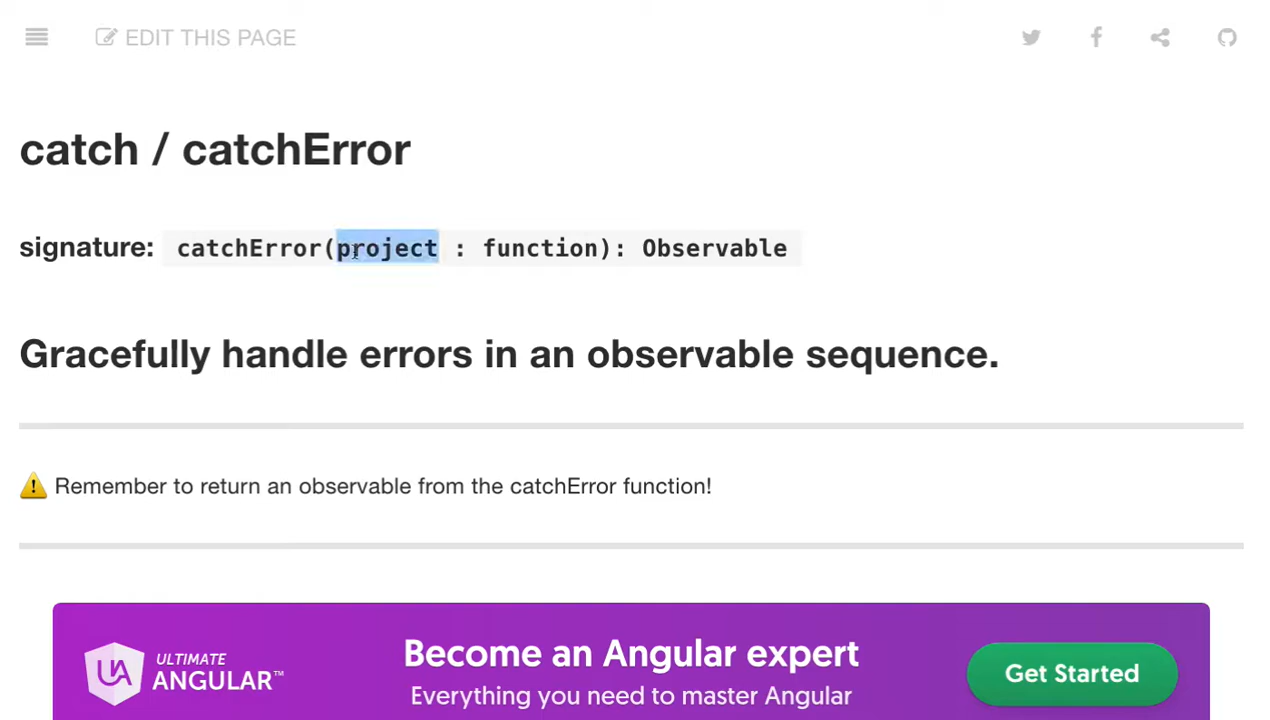 EDIT THIS PAGE
catch / catchError
signature: catchError(project : function): Observable
Gracefully handle errors in an observable sequence.
⚠️ Remember to return an observable from the catchError function!
UA ULTIMATE ANGULAR™
Become an Angular expert
Everything you need to master Angular
Get Started